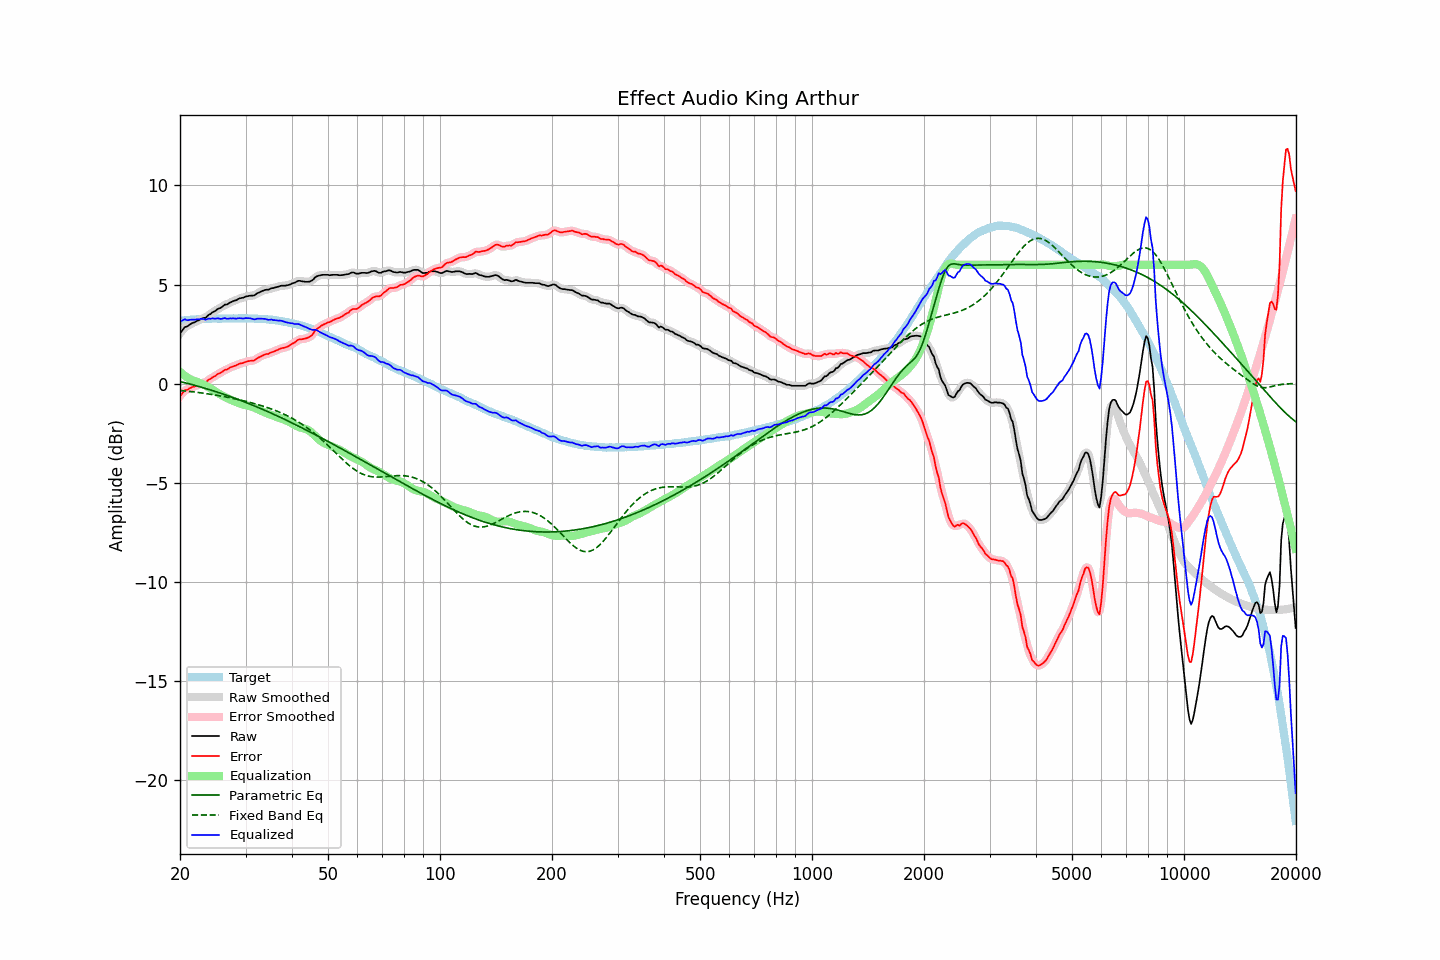 Effect Audio King Arthur
Amplitude (dBr)
10
5
0
−5
−10
−15
−20
Target
Raw Smoothed
Error Smoothed
Raw
Error
Equalization
Parametric Eq
Fixed Band Eq
Equalized
20 50 100 200 500 1000 2000 5000 10000 20000
Frequency (Hz)